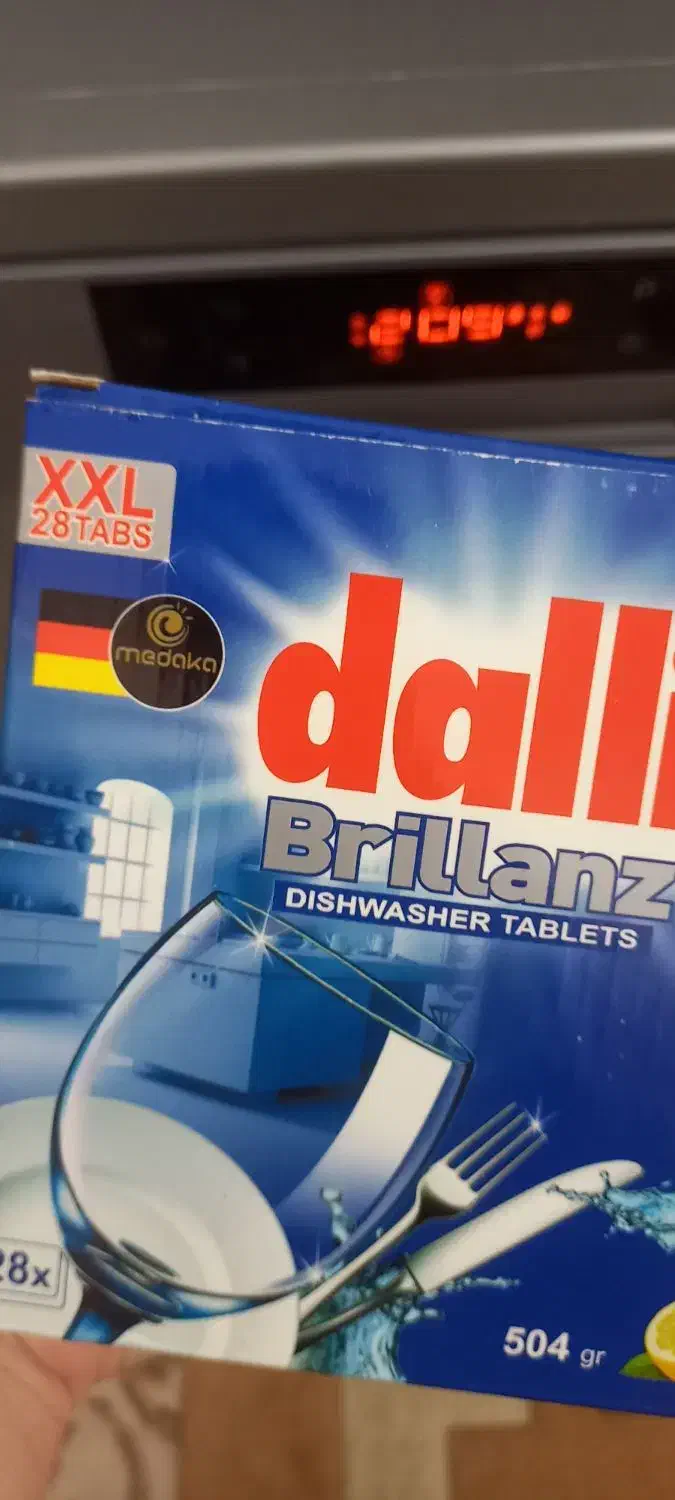 XXL
28TABS
medaka
dalli
Brillanz
DISHWASHER TABLETS
28x
504 gr